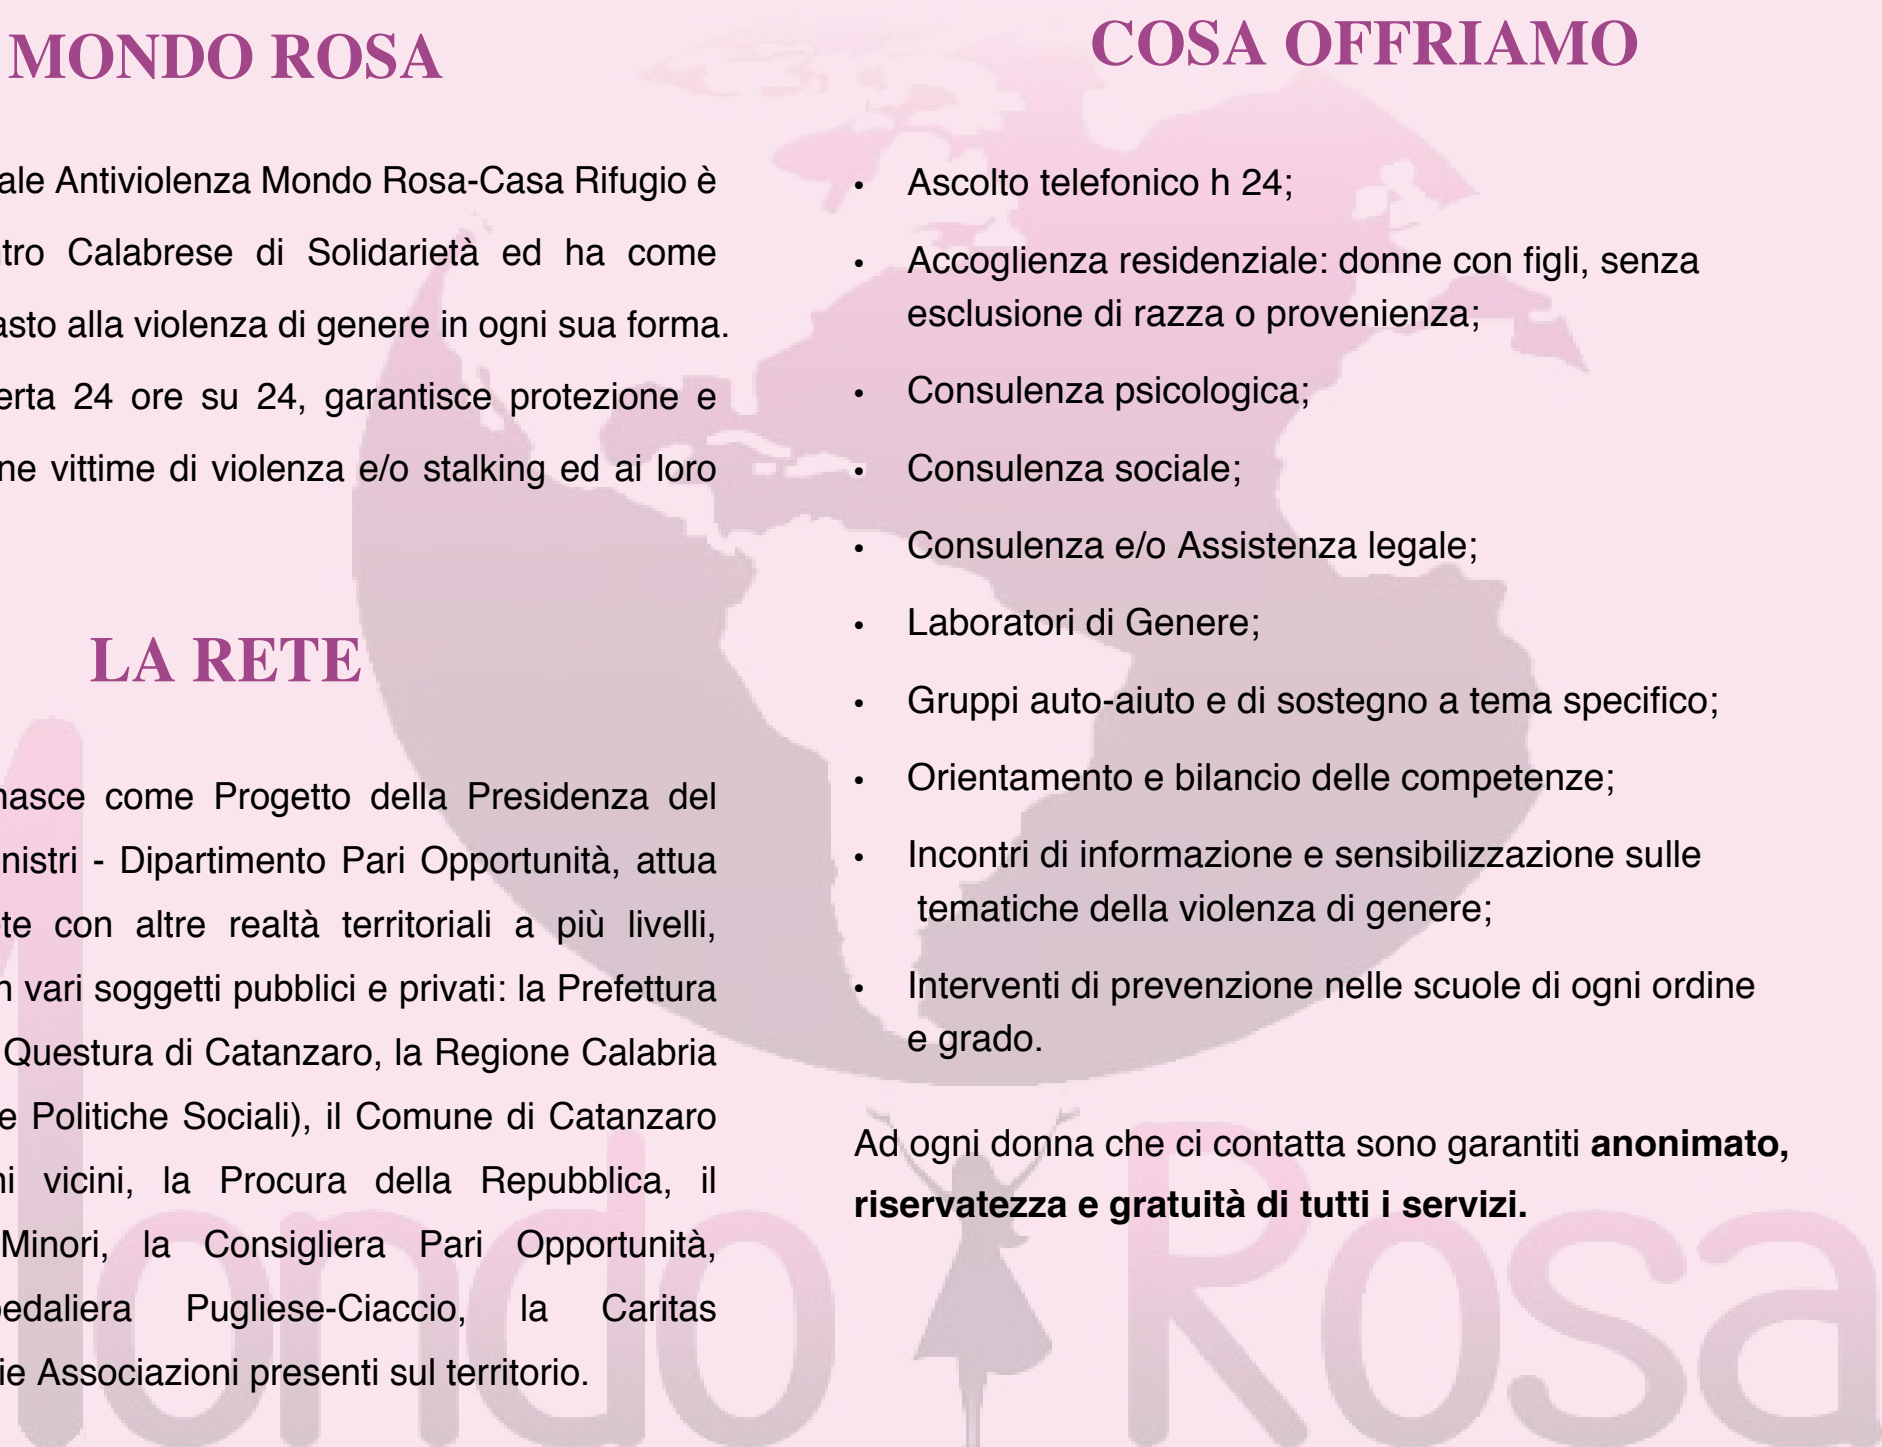 MONDO ROSA
ale Antiviolenza Mondo Rosa-Casa Rifugio è
ntro Calabrese di Solidarietà ed ha come
asto alla violenza di genere in ogni sua forma.
erta 24 ore su 24, garantisce protezione e
ne vittime di violenza e/o stalking ed ai loro
LA RETE
nasce come Progetto della Presidenza del
nistri - Dipartimento Pari Opportunità, attua
te con altre realtà territoriali a più livelli,
n vari soggetti pubblici e privati: la Prefettura
Questura di Catanzaro, la Regione Calabria
e Politiche Sociali), il Comune di Catanzaro
ni vicini, la Procura della Repubblica, il
Minori, la Consigliera Pari Opportunità,
pedaliera Pugliese-Ciaccio, la Caritas
ie Associazioni presenti sul territorio.
COSA OFFRIAMO
• Ascolto telefonico h 24;
• Accoglienza residenziale: donne con figli, senza
esclusione di razza o provenienza;
• Consulenza psicologica;
• Consulenza sociale;
• Consulenza e/o Assistenza legale;
• Laboratori di Genere;
• Gruppi auto-aiuto e di sostegno a tema specifico;
• Orientamento e bilancio delle competenze;
• Incontri di informazione e sensibilizzazione sulle
tematiche della violenza di genere;
• Interventi di prevenzione nelle scuole di ogni ordine
e grado.
Ad ogni donna che ci contatta sono garantiti anonimato,
riservatezza e gratuità di tutti i servizi.
Mondo Rosa